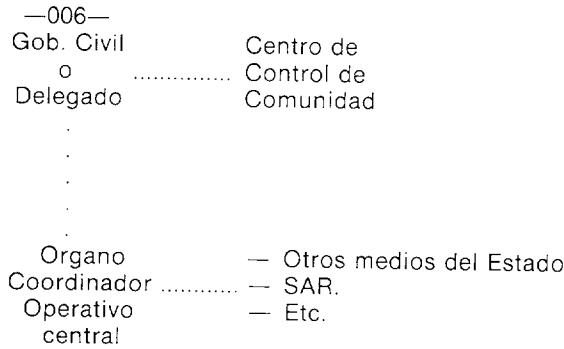 —006—
Gob. Civil Centro de
o .............. Control de
Delegado Comunidad
.
.
.
.
.
Organo — Otros medios del Estado
Coordinador ........... — SAR.
Operativo — Etc.
central